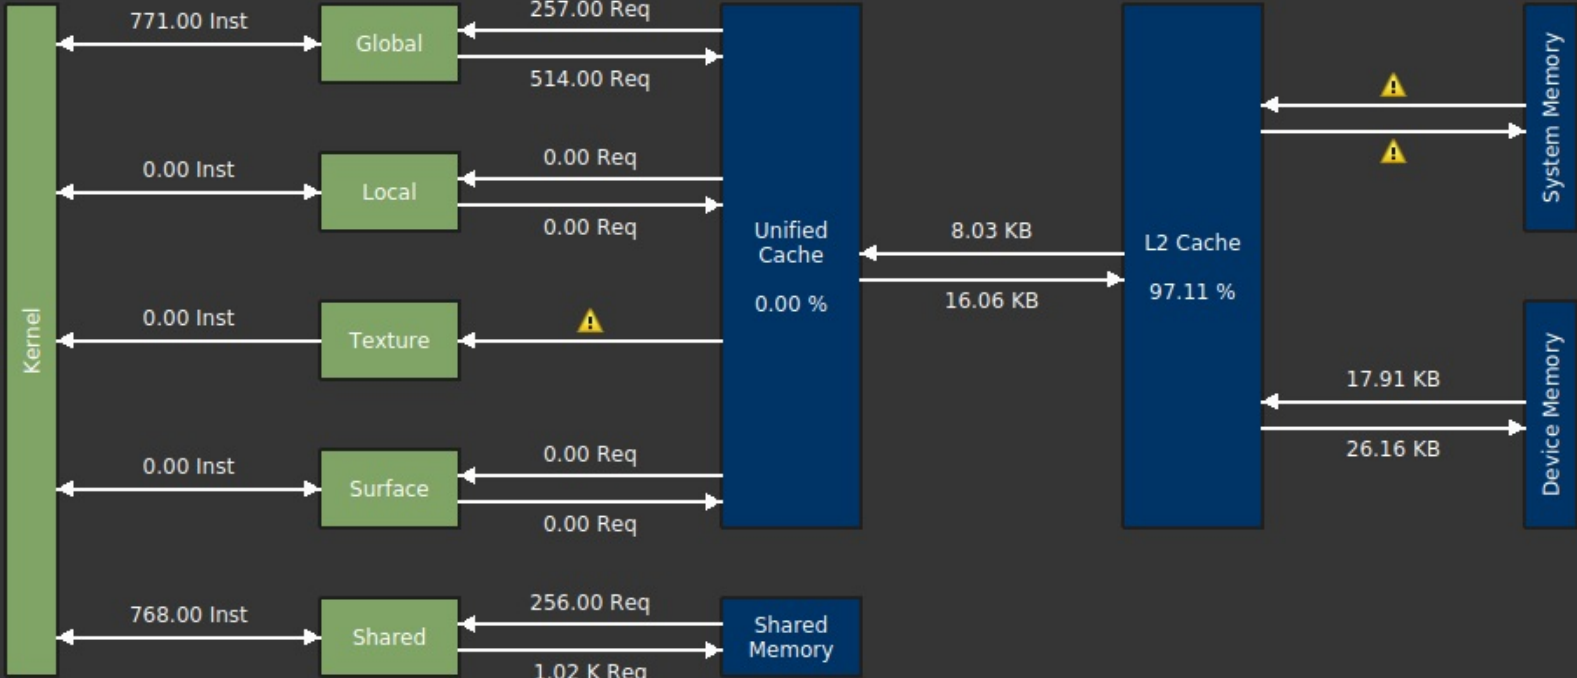 771.00 Inst
Global
257.00 Req
514.00 Req
0.00 Inst
Local
0.00 Req
0.00 Req
Kernel
0.00 Inst
Texture
0.00 Inst
Surface
0.00 Req
0.00 Req
768.00 Inst
Shared
256.00 Req
1.02 K Req
Unified
Cache
0.00 %
Shared
Memory
8.03 KB
16.06 KB
L2 Cache
97.11 %
System Memory
17.91 KB
26.16 KB
Device Memory